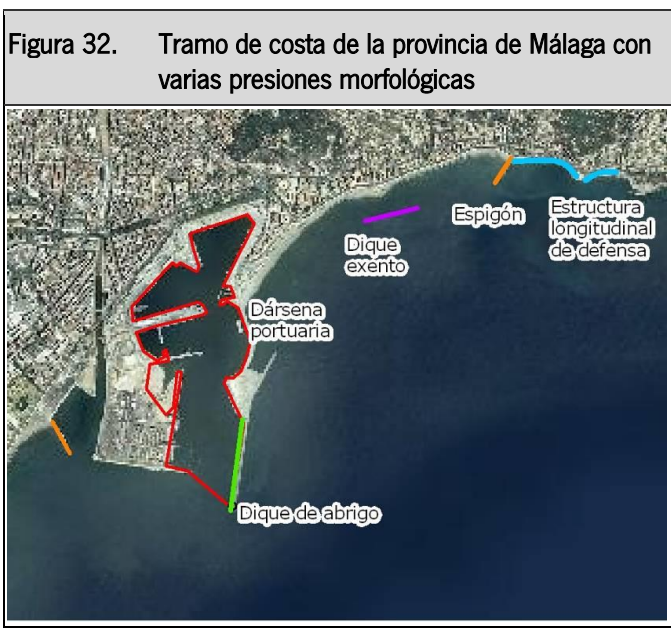 Figura 32. Tramo de costa de la provincia de Málaga con
varias presiones morfológicas
Espigón
Estructura
longitudinal
de defensa
Dique
exento
Dársena
portuaria
Dique de abrigo